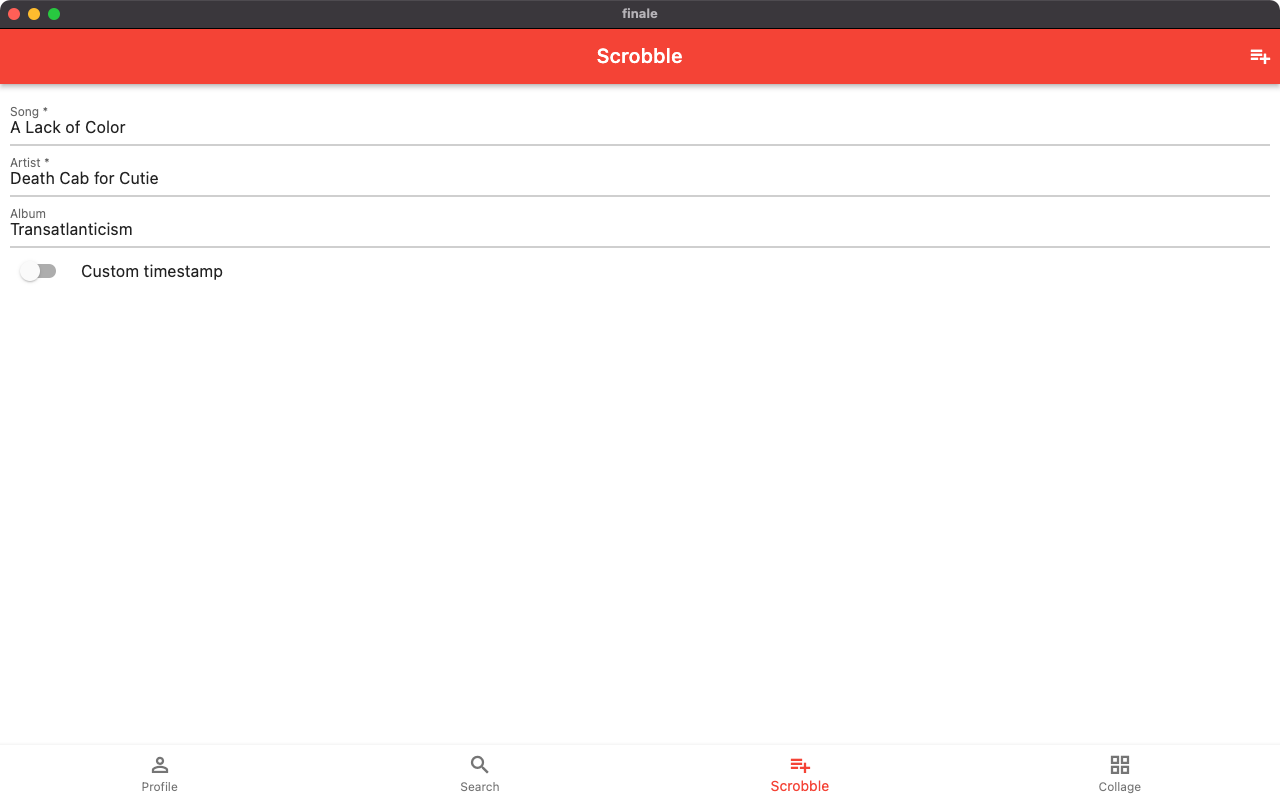 finale
Scrobble
Song *
A Lack of Color
Artist *
Death Cab for Cutie
Album
Transatlanticism
Custom timestamp
Profile
Search
Scrobble
Collage